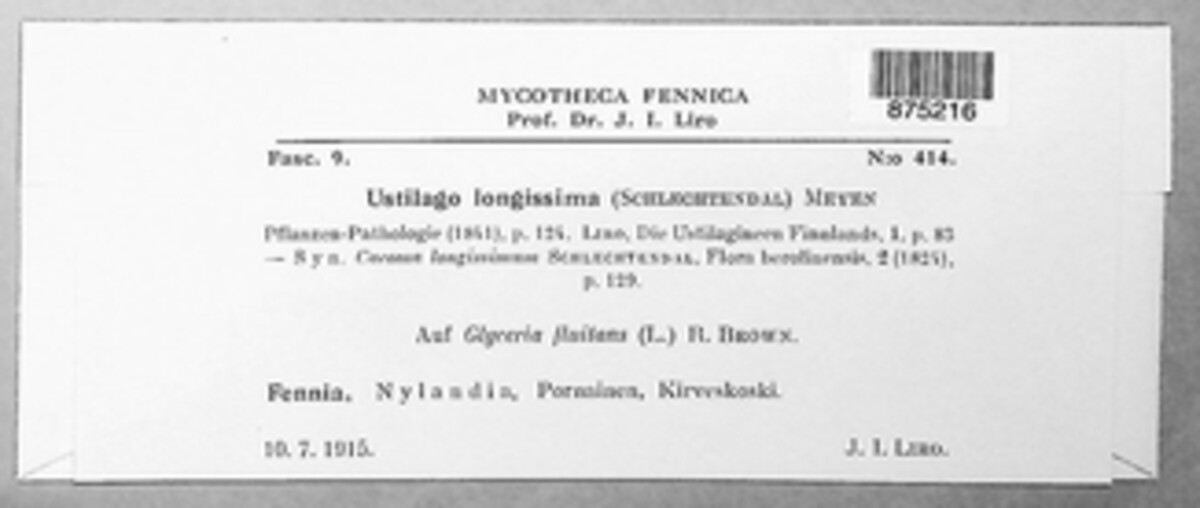 875216
MYCOTHECA FENNICA
Prof. Dr. J. I. Liro
Fasc. 9. N:o 414.
Ustilago longissima (SCHLECHTENDAL) MEYEN
Pflanzen-Pathologie (1841), p. 124. LIRO, Die Ustilagineen Finnlands, 1, p. 83
— Syn. Caeoma longissimum SCHLECHTENDAL, Flora berolinensis, 2 (1824),
p. 129.
Auf Glyceria fluitans (L.) R. BROWN.
Fennia. Nylandia, Pornainen, Kirveskoski.
10. 7. 1915. J. I. LIRO.